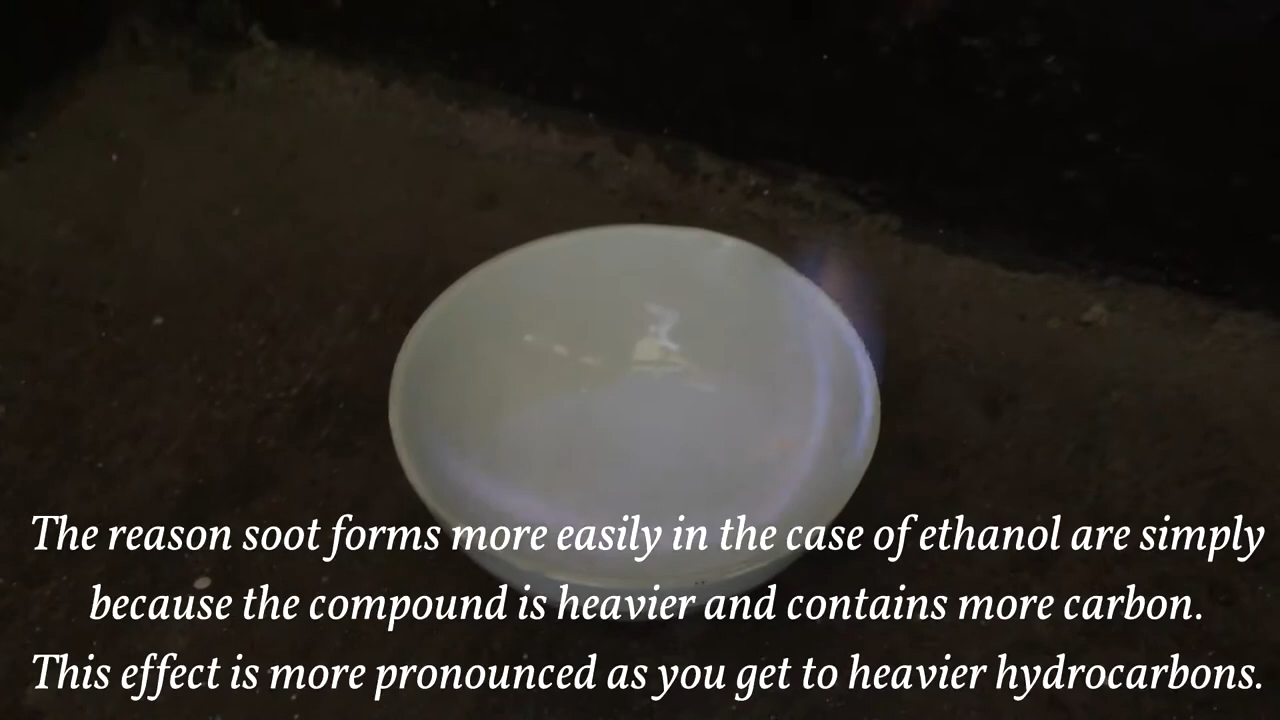 The reason soot forms more easily in the case of ethanol are simply
because the compound is heavier and contains more carbon.
This effect is more pronounced as you get to heavier hydrocarbons.